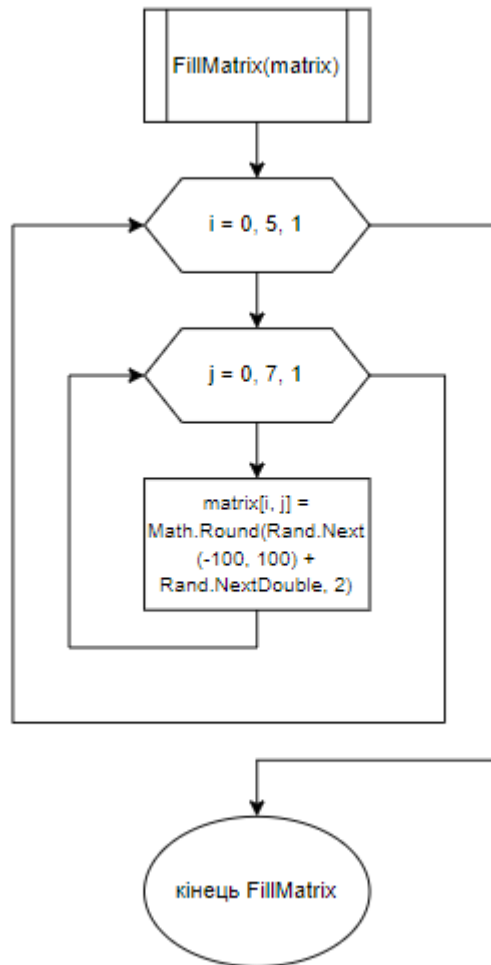 FillMatrix(matrix)
i = 0, 5, 1
j = 0, 7, 1
matrix[i, j] =
Math.Round(Rand.Next
(-100, 100) +
Rand.NextDouble, 2)
кінець FillMatrix